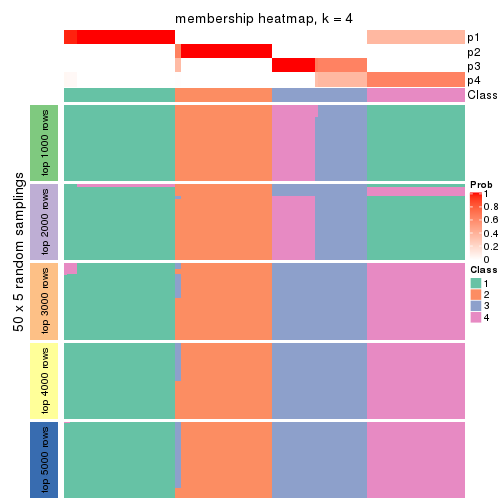 membership heatmap, k = 4
p1
p2
p3
p4
Class
50 x 5 random samplings
top 1000 rows
top 2000 rows
top 3000 rows
top 4000 rows
top 5000 rows
Prob
1
0.8
0.6
0.4
0.2
0
Class
1
2
3
4